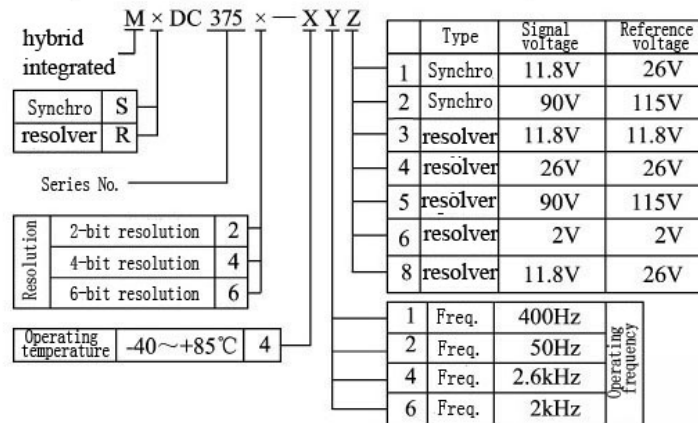 M × DC 375 × — X Y Z
hybrid
integrated
Synchro S
resolver R
Series No.
Resolution
2-bit resolution 2
4-bit resolution 4
6-bit resolution 6
Operating
temperature -40~+85℃ 4
Type Signal voltage Reference voltage
1 Synchro 11.8V 26V
2 Synchro 90V 115V
3 resolver 11.8V 11.8V
4 resolver 26V 26V
5 resolver 90V 115V
6 resolver 2V 2V
8 resolver 11.8V 26V
1 Freq. 400Hz
2 Freq. 50Hz
4 Freq. 2.6kHz
6 Freq. 2kHz
Operating
frequency